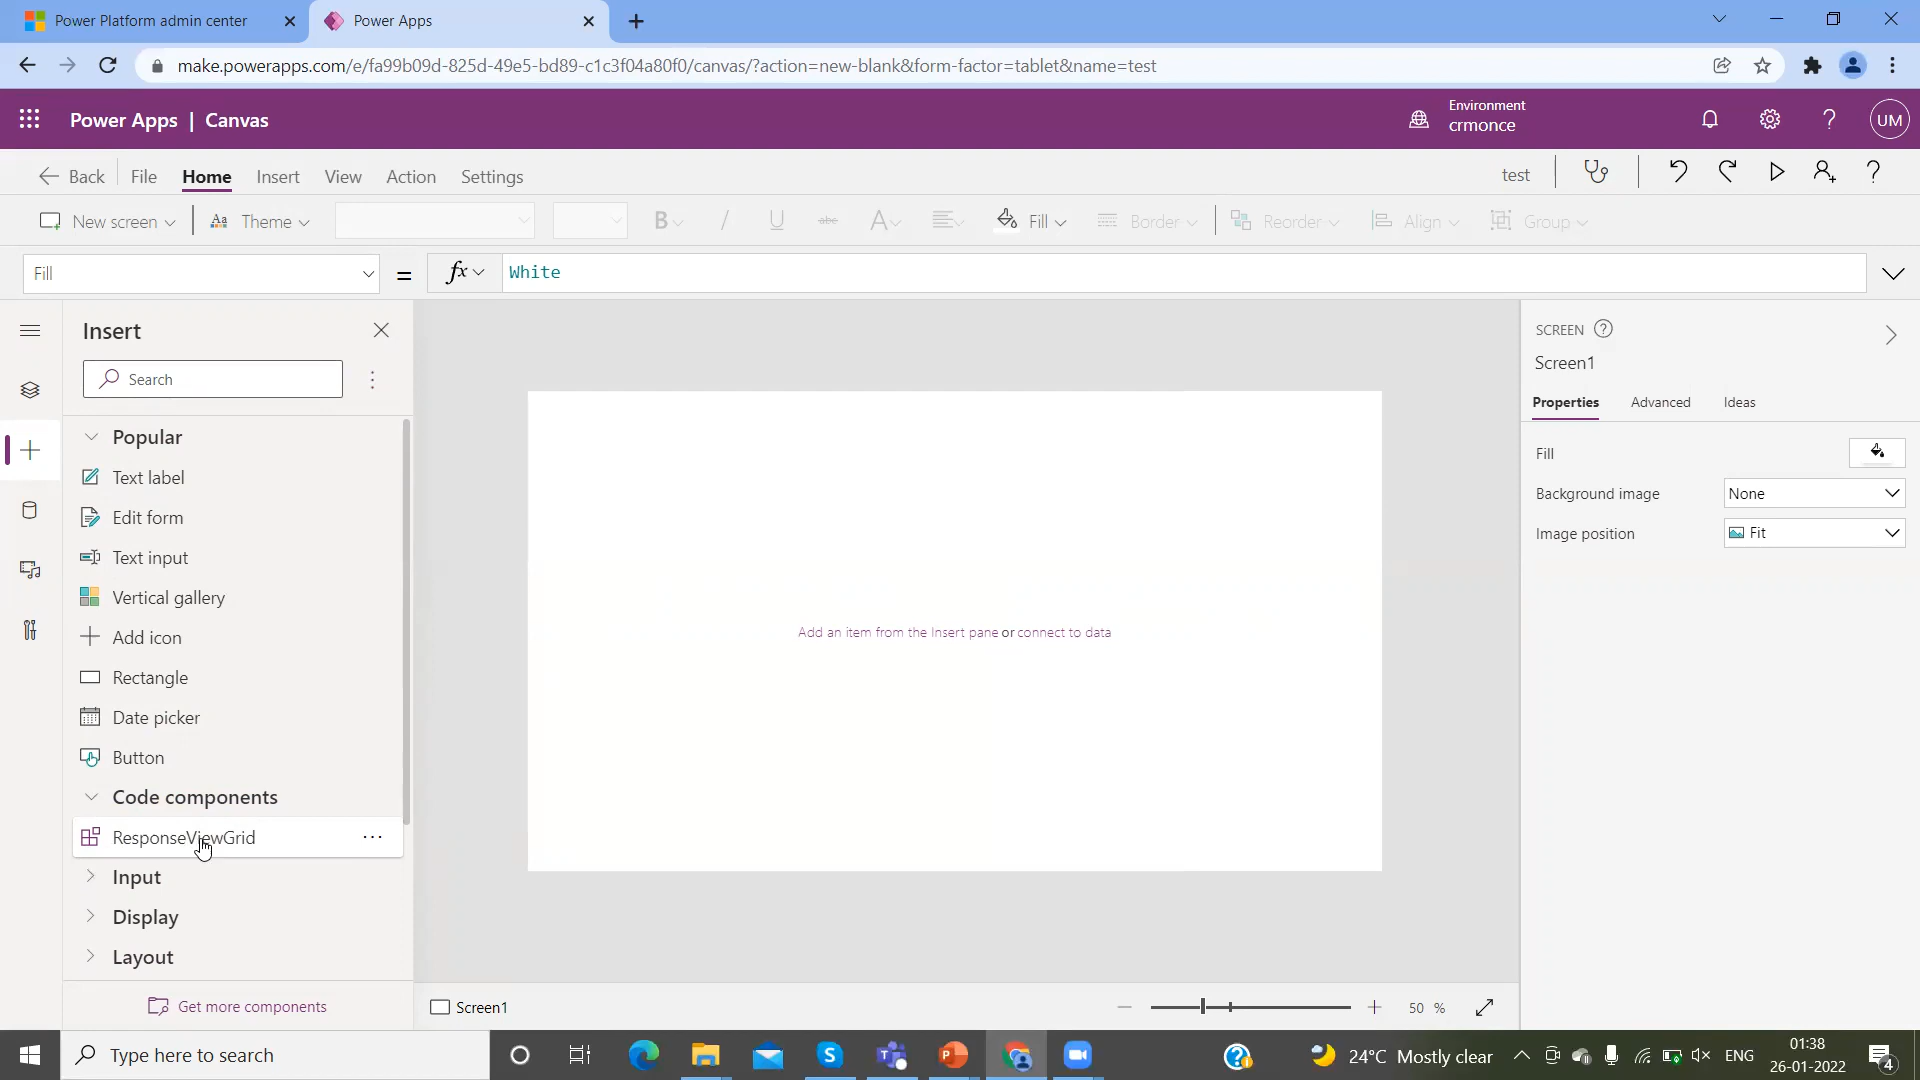 Power Platform admin center
Power Apps
make.powerapps.com/e/fa99b09d-825d-49e5-bd89-c1c3f04a80f0/canvas/?action=new-blank&form-factor=tablet&name=test
Power Apps | Canvas
Environment
crmonce
UM
Back File Home Insert View Action Settings
test
New screen Theme B / U abc A Fill Border Reorder Align Group
Fill = fx White
Insert
Search
Popular
Text label
Edit form
Text input
Vertical gallery
Add icon
Rectangle
Date picker
Button
Code components
ResponseViewGrid ...
Input
Display
Layout
Get more components
Add an item from the Insert pane or connect to data
SCREEN
Screen1
Properties Advanced Ideas
Fill
Background image None
Image position Fit
Screen1
50 %
Type here to search
24°C Mostly clear
ENG
01:38
26-01-2022
4